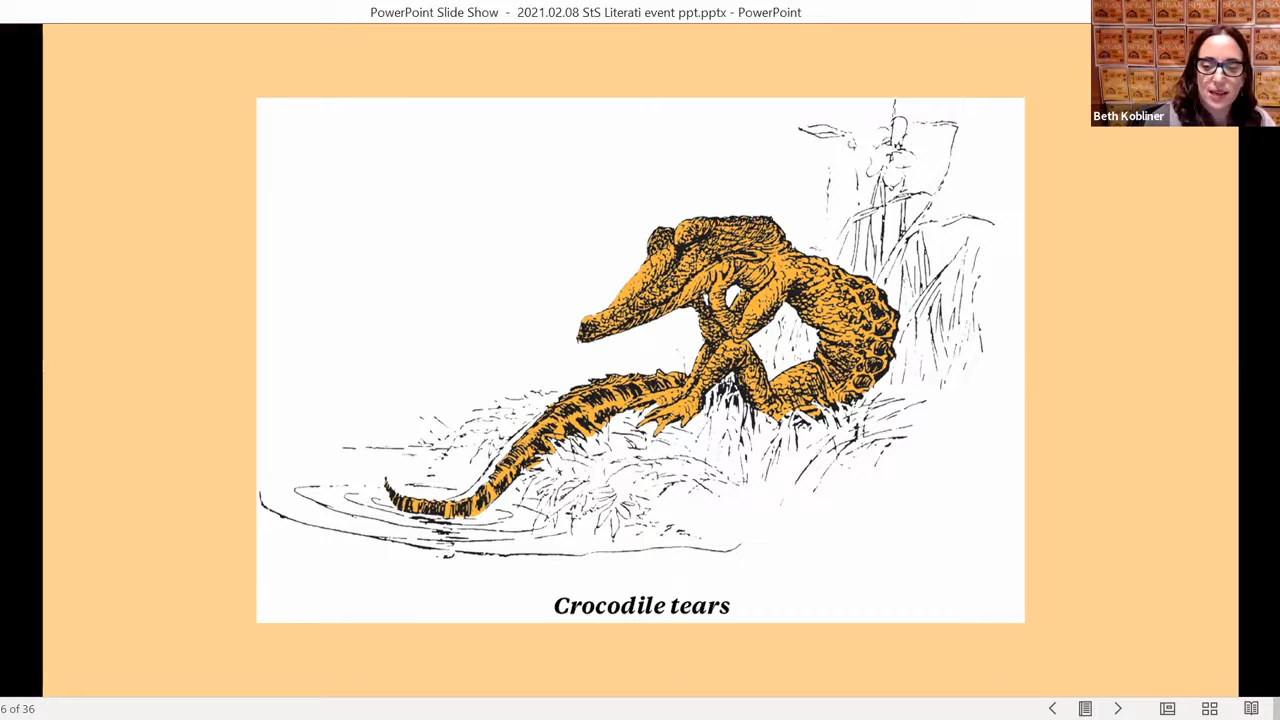 PowerPoint Slide Show - 2021.02.08 StS Literati event ppt.pptx - PowerPoint
SPEAK
Beth Kobliner
Crocodile tears
6 of 36